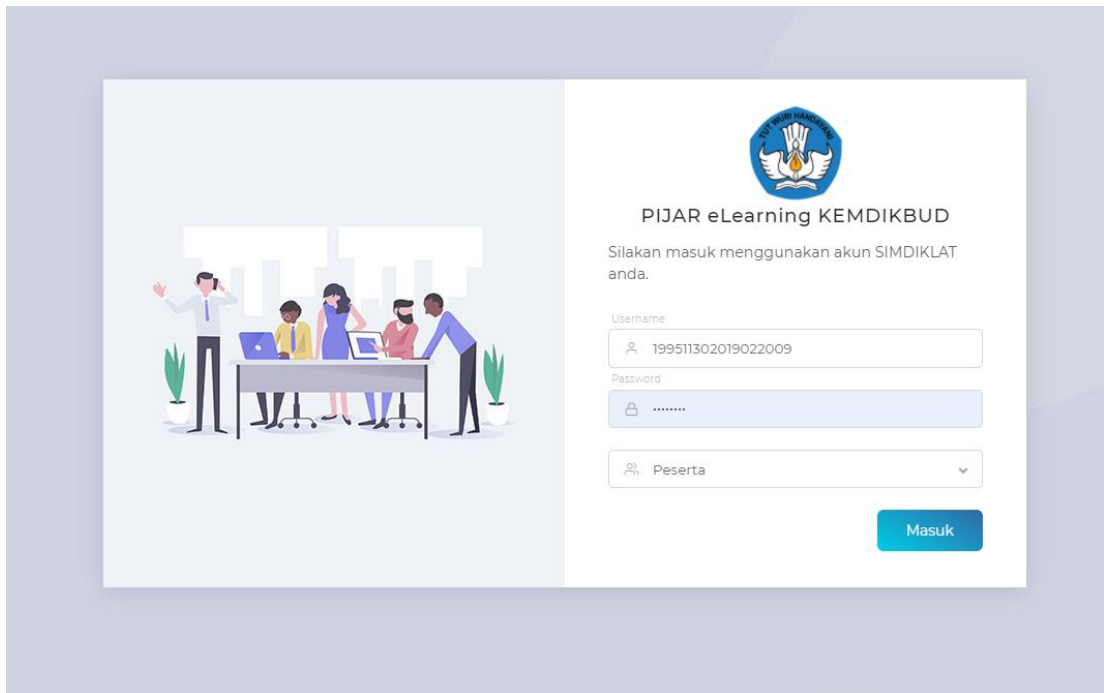 TUT WURI HANDAYANI
PIJAR eLearning KEMDIKBUD
Silakan masuk menggunakan akun SIMDIKLAT
anda.
Username
199511302019022009
Password
••••••••
Peserta
Masuk